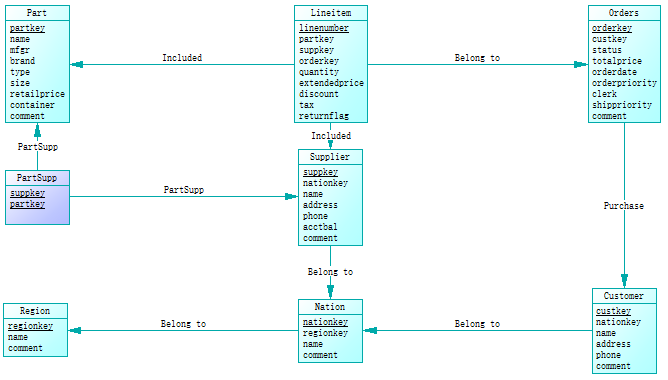 Part
partkey
name
mfgr
brand
type
size
retailprice
container
comment
Included
Lineitem
linenumber
partkey
suppkey
orderkey
quantity
extendedprice
discount
tax
returnflag
Belong to
Orders
orderkey
custkey
status
totalprice
orderdate
orderpriority
clerk
shippriority
comment
PartSupp
Included
PartSupp
suppkey
partkey
PartSupp
Supplier
suppkey
nationkey
name
address
phone
acctbal
comment
Purchase
Belong to
Region
regionkey
name
comment
Belong to
Nation
nationkey
regionkey
name
comment
Belong to
Customer
custkey
nationkey
name
address
phone
comment